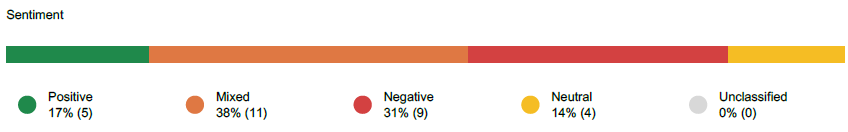 Sentiment
Positive
17% (5)
Mixed
38% (11)
Negative
31% (9)
Neutral
14% (4)
Unclassified
0% (0)